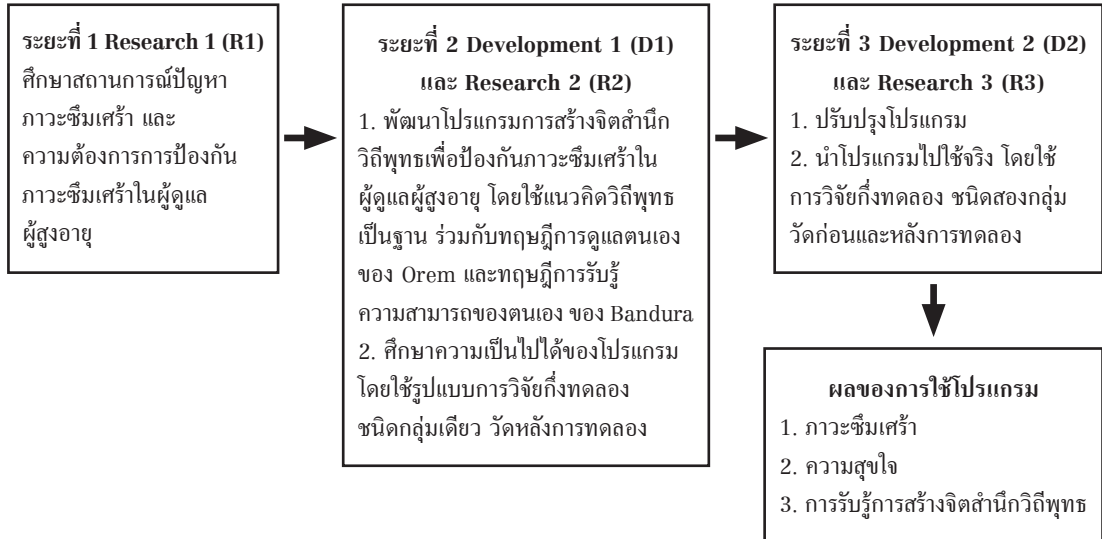 ระยะที่ 1 Research 1 (R1)
ศึกษาสถานการณ์ปัญหา
ภาวะซึมเศร้า และ
ความต้องการการป้องกัน
ภาวะซึมเศร้าในผู้ดูแล
ผู้สูงอายุ
ระยะที่ 2 Development 1 (D1)
และ Research 2 (R2)
1. พัฒนาโปรแกรมการสร้างจิตสำนึก
วิถีพุทธเพื่อป้องกันภาวะซึมเศร้าใน
ผู้ดูแลผู้สูงอายุ โดยใช้แนวคิดวิถีพุทธ
เป็นฐาน ร่วมกับทฤษฎีการดูแลตนเอง
ของ Orem และทฤษฎีการรับรู้
ความสามารถของตนเอง ของ Bandura
2. ศึกษาความเป็นไปได้ของโปรแกรม
โดยใช้รูปแบบการวิจัยกึ่งทดลอง
ชนิดกลุ่มเดียว วัดหลังการทดลอง
ระยะที่ 3 Development 2 (D2)
และ Research 3 (R3)
1. ปรับปรุงโปรแกรม
2. นำโปรแกรมไปใช้จริง โดยใช้
การวิจัยกึ่งทดลอง ชนิดสองกลุ่ม
วัดก่อนและหลังการทดลอง
ผลของการใช้โปรแกรม
1. ภาวะซึมเศร้า
2. ความสุขใจ
3. การรับรู้การสร้างจิตสำนึกวิถีพุทธ